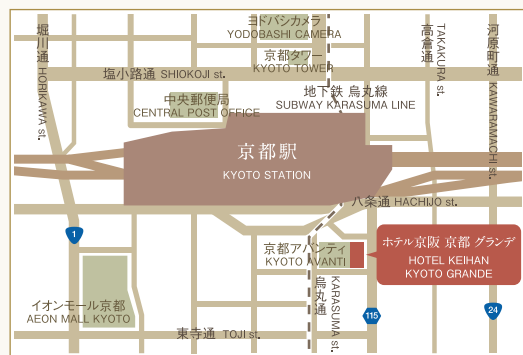 ヨドバシカメラ
YODOBASHI CAMERA
京都タワー
KYOTO TOWER
堀川通 HORIKAWA st.
高倉通
TAKAKURA st.
河原町通 KAWARAMACHI st.
塩小路通 SHIOKOJI st.
地下鉄 烏丸線
SUBWAY KARASUMA LINE
中央郵便局
CENTRAL POST OFFICE
京都駅
KYOTO STATION
八条通 HACHIJO st.
1
京都アバンティ
KYOTO AVANTI
ホテル京阪 京都 グランデ
HOTEL KEIHAN
KYOTO GRANDE
イオンモール京都
AEON MALL KYOTO
烏丸通
KARASUMA st.
115
24
東寺通 TOJI st.